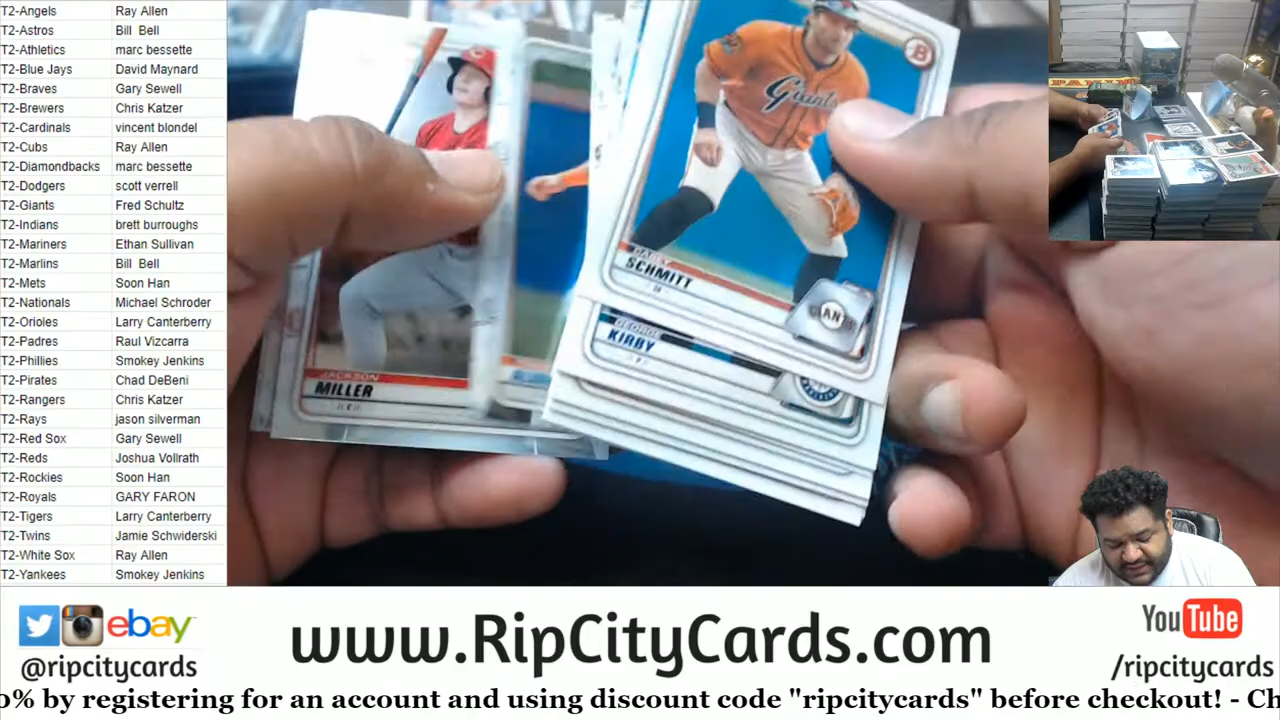 T2-Angels Ray Allen
T2-Astros Bill Bell
T2-Athletics marc bessette
T2-Blue Jays David Maynard
T2-Braves Gary Sewell
T2-Brewers Chris Katzer
T2-Cardinals vincent blondel
T2-Cubs Ray Allen
T2-Diamondbacks marc bessette
T2-Dodgers scott verrell
T2-Giants Fred Schultz
T2-Indians brett burroughs
T2-Mariners Ethan Sullivan
T2-Marlins Bill Bell
T2-Mets Soon Han
T2-Nationals Michael Schroder
T2-Orioles Larry Canterberry
T2-Padres Raul Vizcarra
T2-Phillies Smokey Jenkins
T2-Pirates Chad DeBeni
T2-Rangers Chris Katzer
T2-Rays jason silverman
T2-Red Sox Gary Sewell
T2-Reds Joshua Vollrath
T2-Rockies Soon Han
T2-Royals GARY FARON
T2-Tigers Larry Canterberry
T2-Twins Jamie Schwiderski
T2-White Sox Ray Allen
T2-Yankees Smokey Jenkins
B
Giants
CASEY
SCHMITT
GEORGE
KIRBY
JACKSON
MILLER
PANINI
ebay
@ripcitycards
www.RipCityCards.com
YouTube
/ripcitycards
0% by registering for an account and using discount code "ripcitycards" before checkout! - Ch